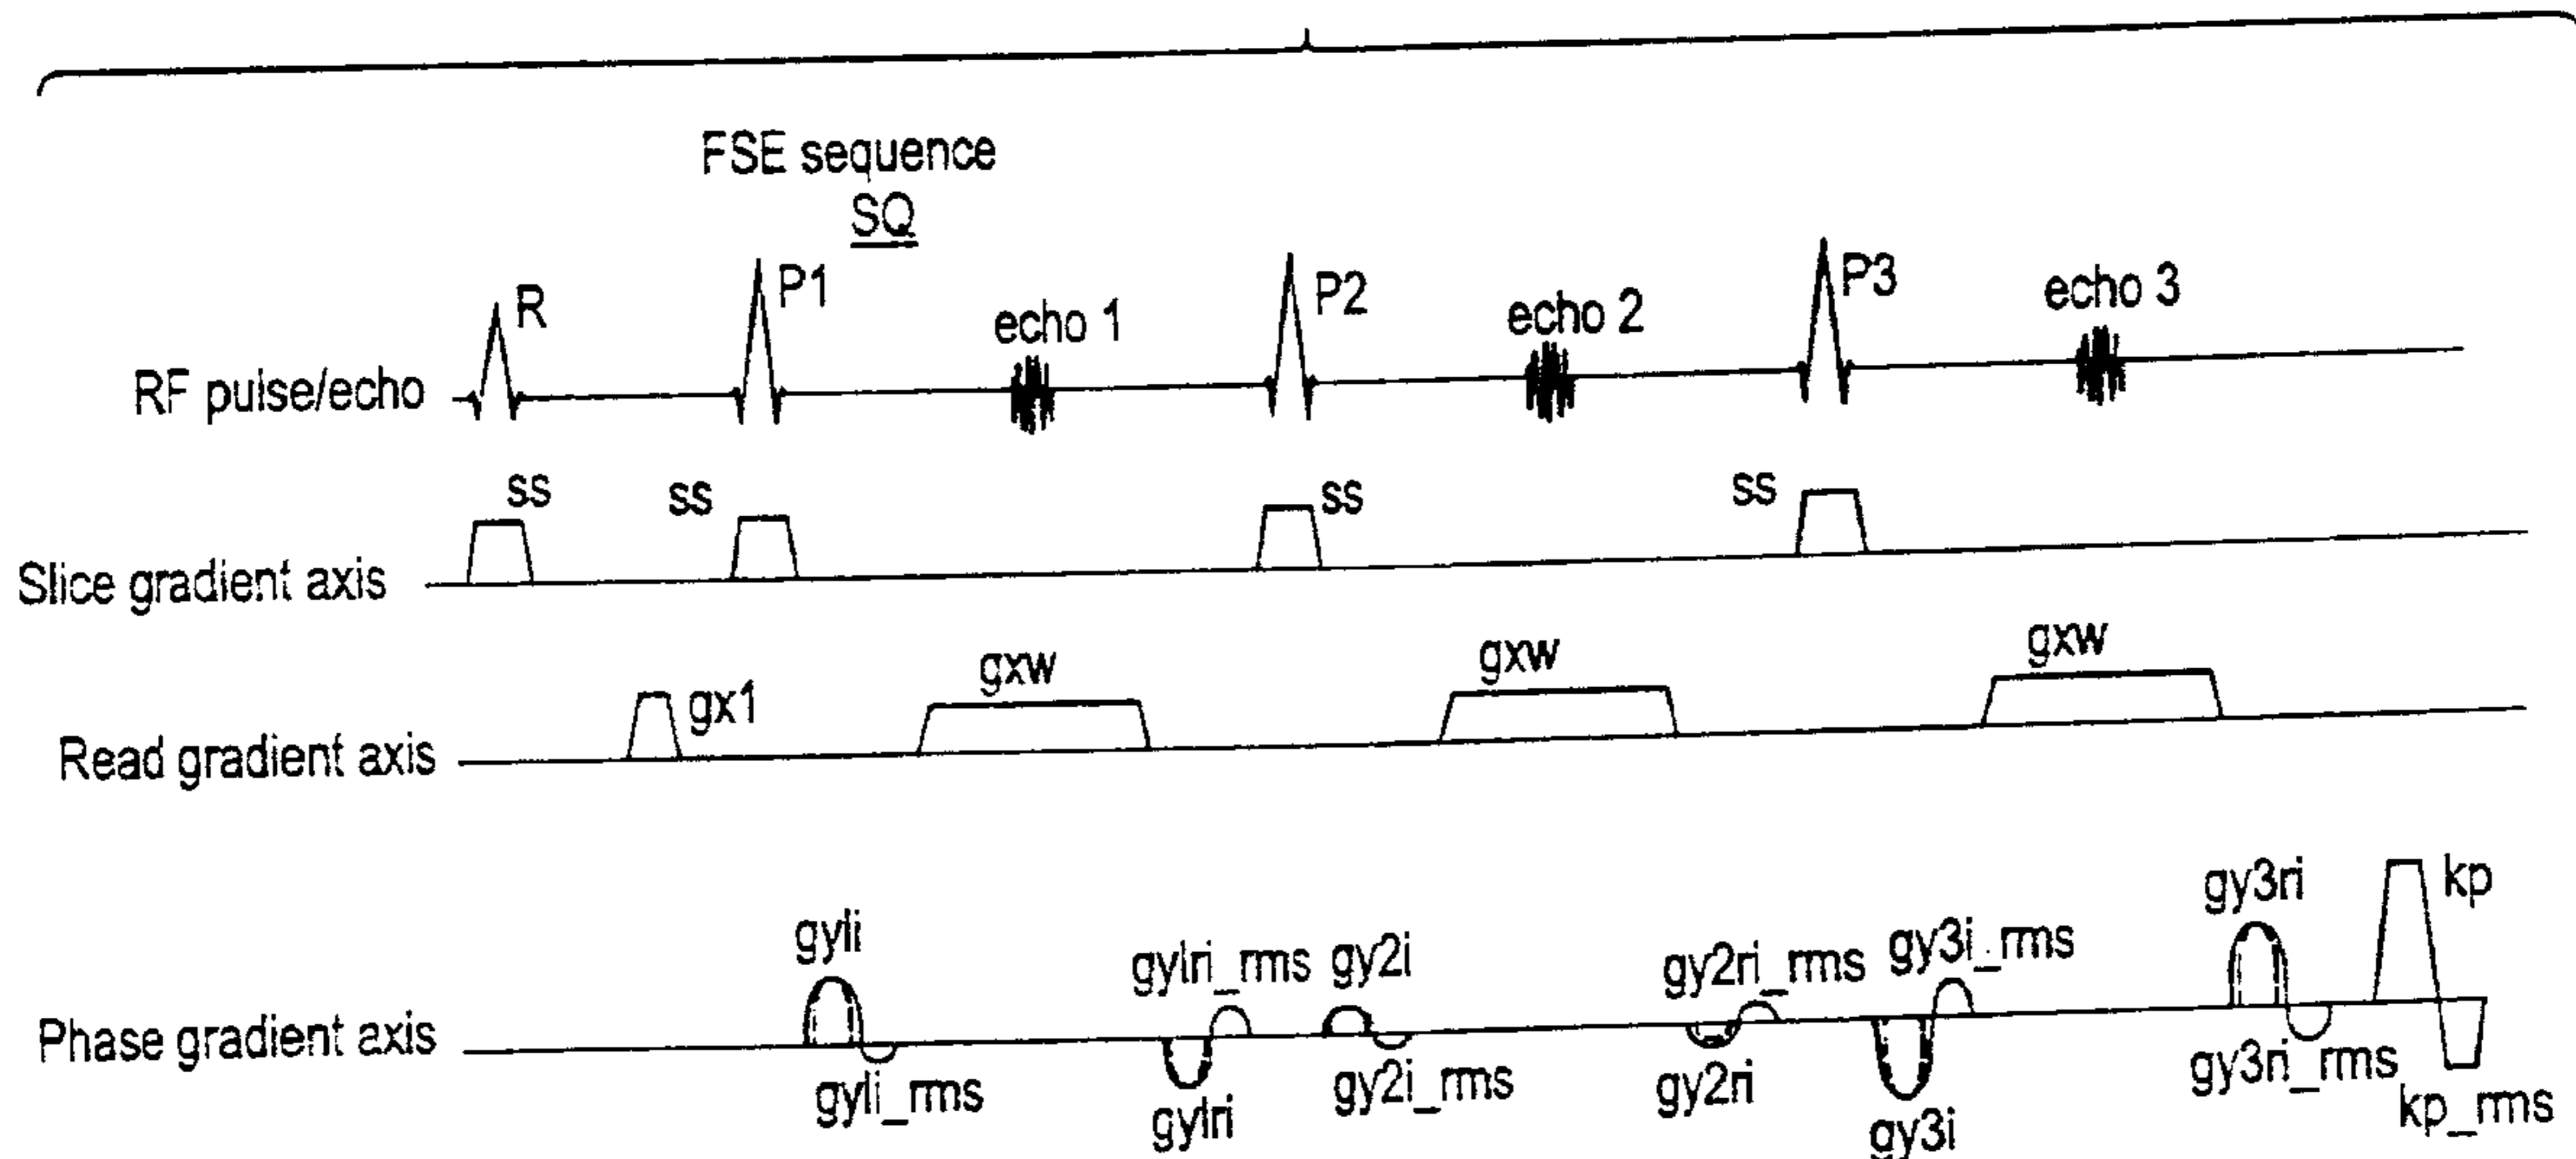 FSE sequence
SQ
R
P1
echo 1
P2
echo 2
P3
echo 3
RF pulse/echo
ss
ss
ss
ss
Slice gradient axis
gx1
gxw
gxw
gxw
Read gradient axis
gyli
gylri_rms
gy2i
gy2ri_rms
gy3i_rms
gy3ri
kp
Phase gradient axis
gyli_rms
gylri
gy2i_rms
gy2ri
gy3i
gy3ri_rms
kp_rms